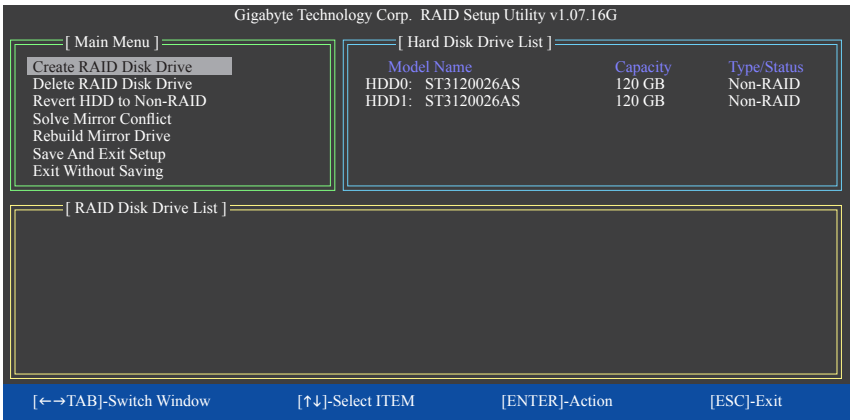 Gigabyte Technology Corp. RAID Setup Utility v1.07.16G
[ Main Menu ]
Create RAID Disk Drive
Delete RAID Disk Drive
Revert HDD to Non-RAID
Solve Mirror Conflict
Rebuild Mirror Drive
Save And Exit Setup
Exit Without Saving
[ Hard Disk Drive List ]
Model Name Capacity Type/Status
HDD0: ST3120026AS 120 GB Non-RAID
HDD1: ST3120026AS 120 GB Non-RAID
[ RAID Disk Drive List ]
[←→TAB]-Switch Window [↑↓]-Select ITEM [ENTER]-Action [ESC]-Exit